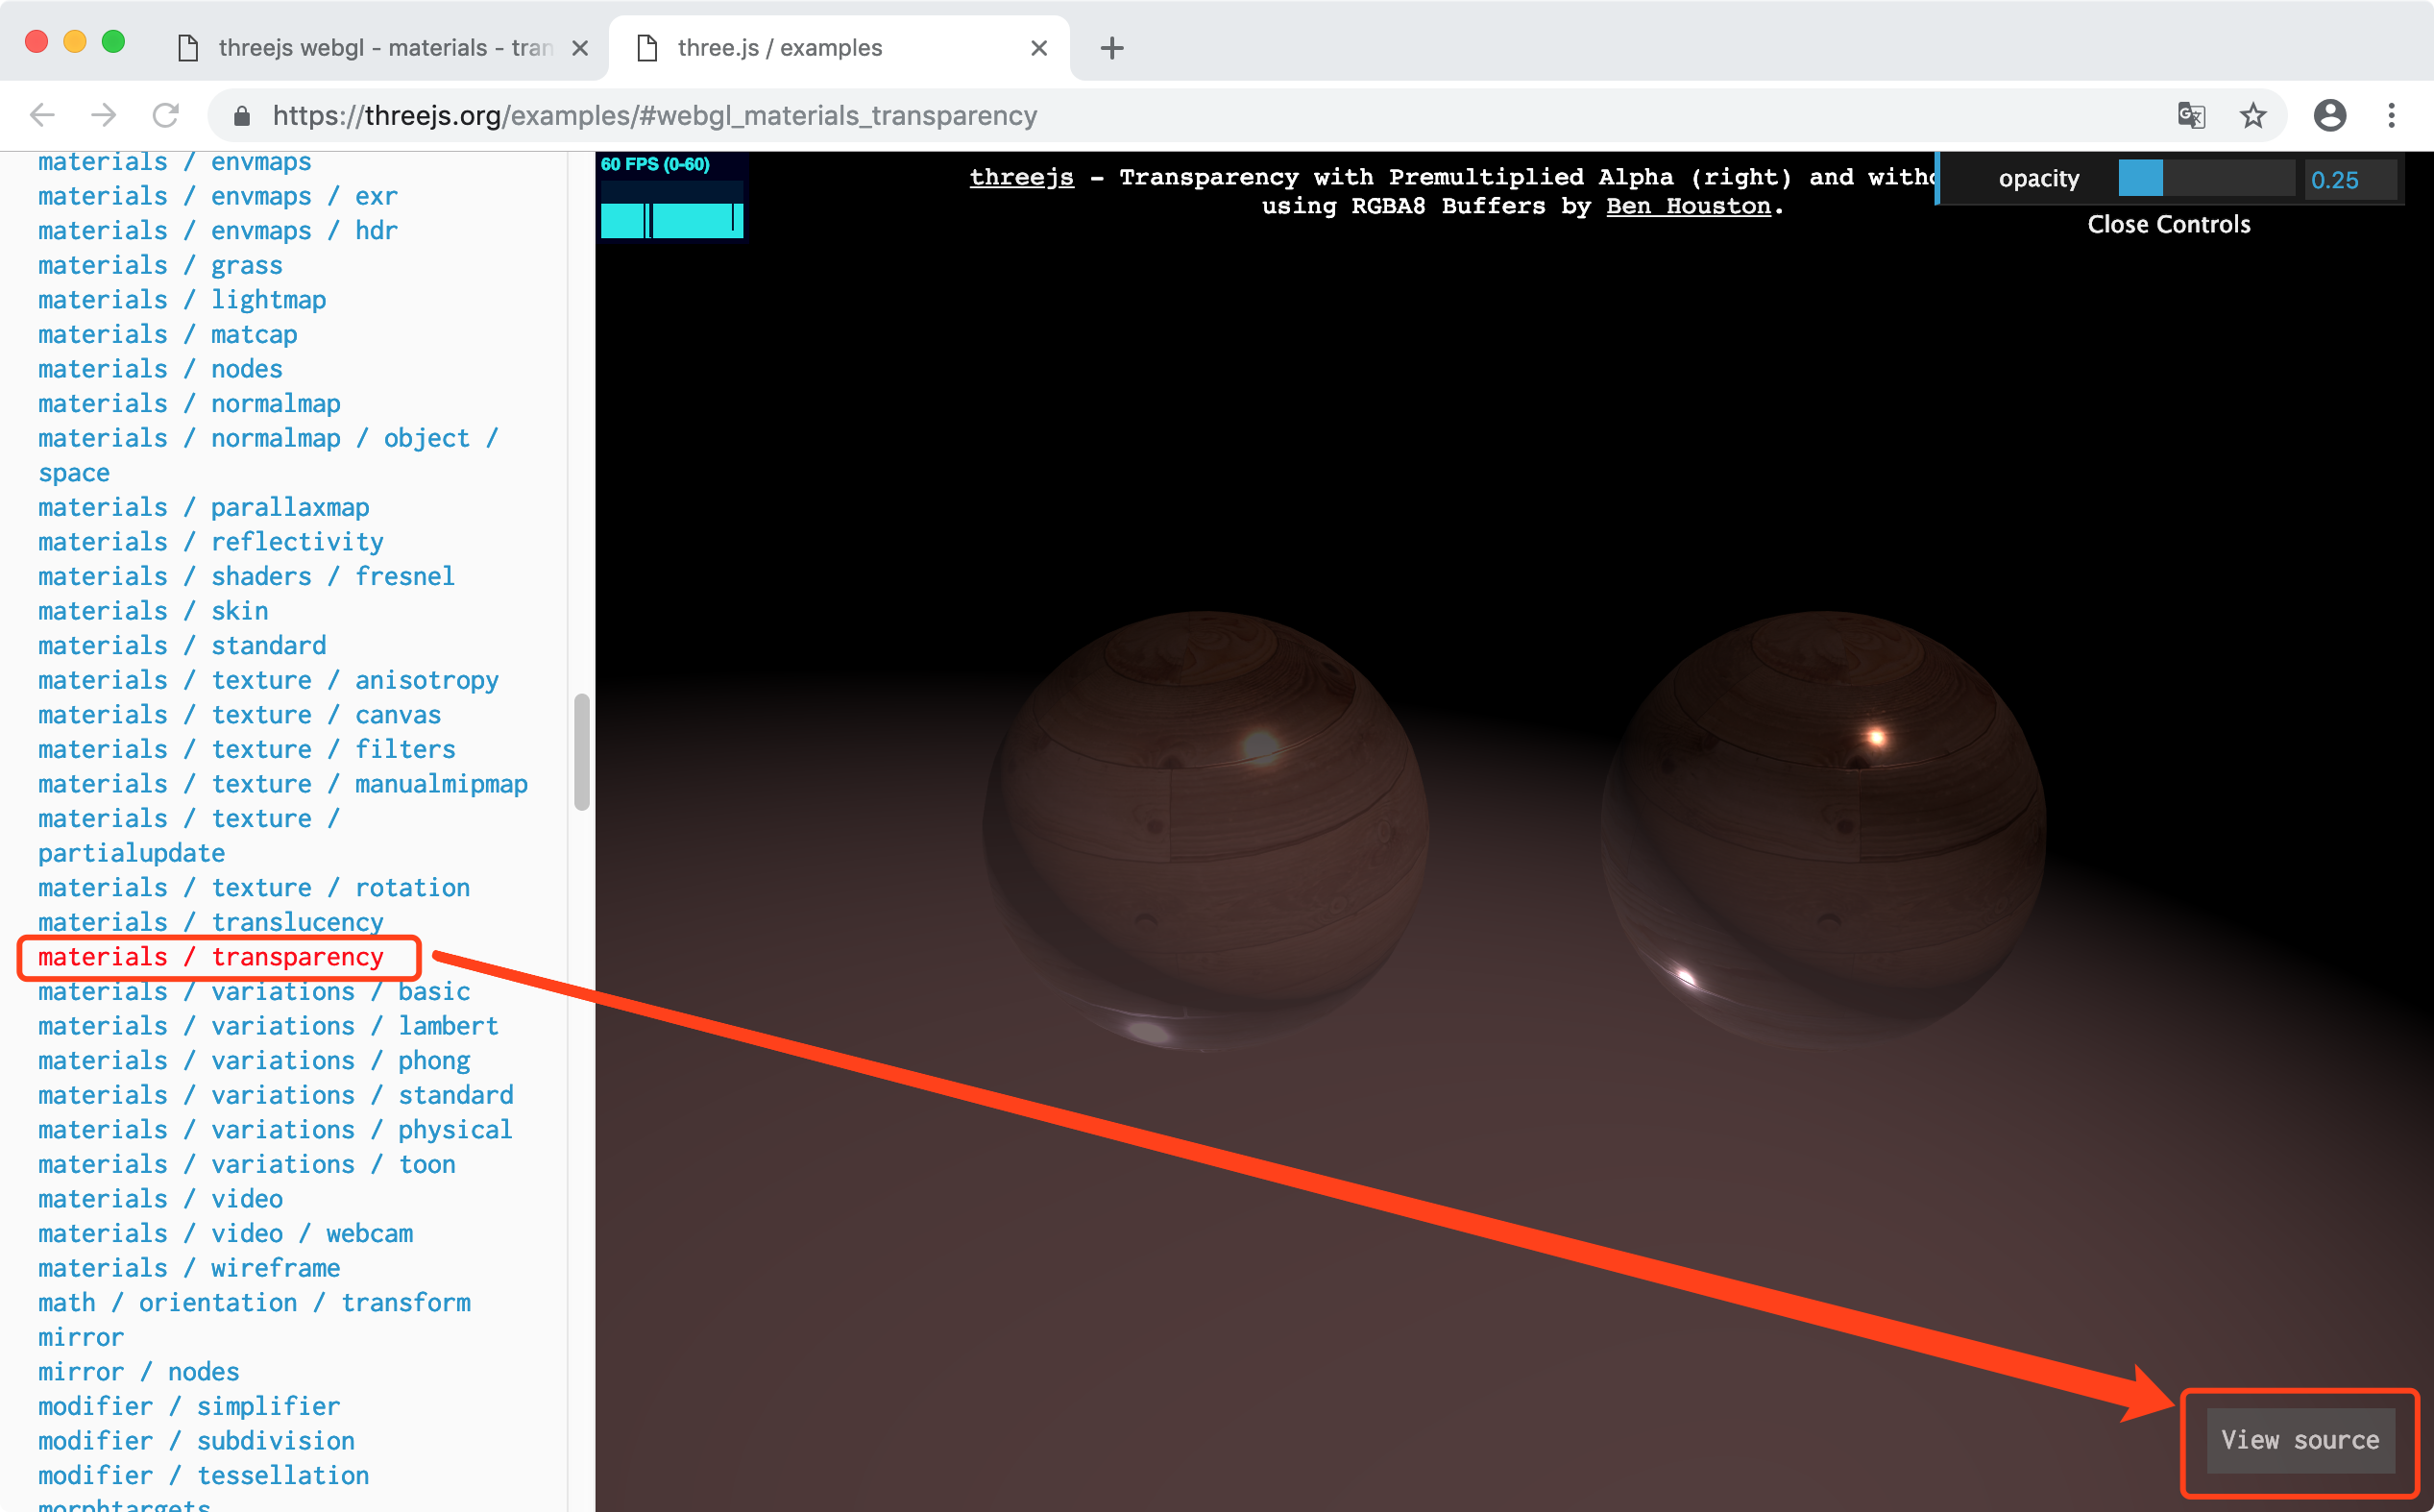 threejs webgl - materials - tran
three.js / examples
https://threejs.org/examples/#webgl_materials_transparency
materials / envmaps
materials / envmaps / exr
materials / envmaps / hdr
materials / grass
materials / lightmap
materials / matcap
materials / nodes
materials / normalmap
materials / normalmap / object /
space
materials / parallaxmap
materials / reflectivity
materials / shaders / fresnel
materials / skin
materials / standard
materials / texture / anisotropy
materials / texture / canvas
materials / texture / filters
materials / texture / manualmipmap
materials / texture /
partialupdate
materials / texture / rotation
materials / translucency
materials / transparency
materials / variations / basic
materials / variations / lambert
materials / variations / phong
materials / variations / standard
materials / variations / physical
materials / variations / toon
materials / video
materials / video / webcam
materials / wireframe
math / orientation / transform
mirror
mirror / nodes
modifier / simplifier
modifier / subdivision
modifier / tessellation
morphtargets
60 FPS (0-60)
threejs - Transparency with Premultiplied Alpha (right) and witho
using RGBA8 Buffers by Ben Houston.
opacity
0.25
Close Controls
View source